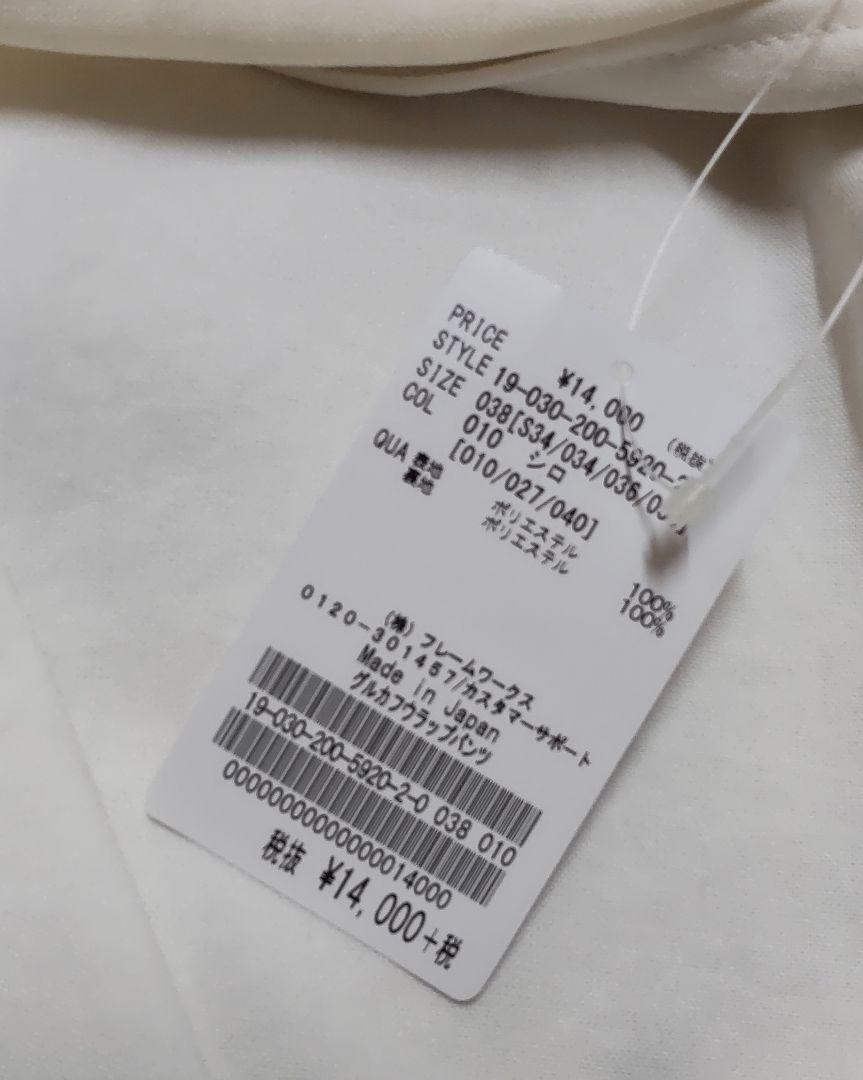 PRICE ¥14,000 (税抜)
STYLE 19-030-200-5920-2
SIZE 038[S34/034/036/03
COL 010 シロ
[010/027/040]
QUA 表地 ポリエステル 100%
裏地 ポリエステル 100%
(株) フレームワークス
0120-301457/カスタマーサポート
Made in Japan
グルカフウラップパンツ
19-030-200-5920-2-0 038 010
00000000000000014000
税抜 ¥14,000+税